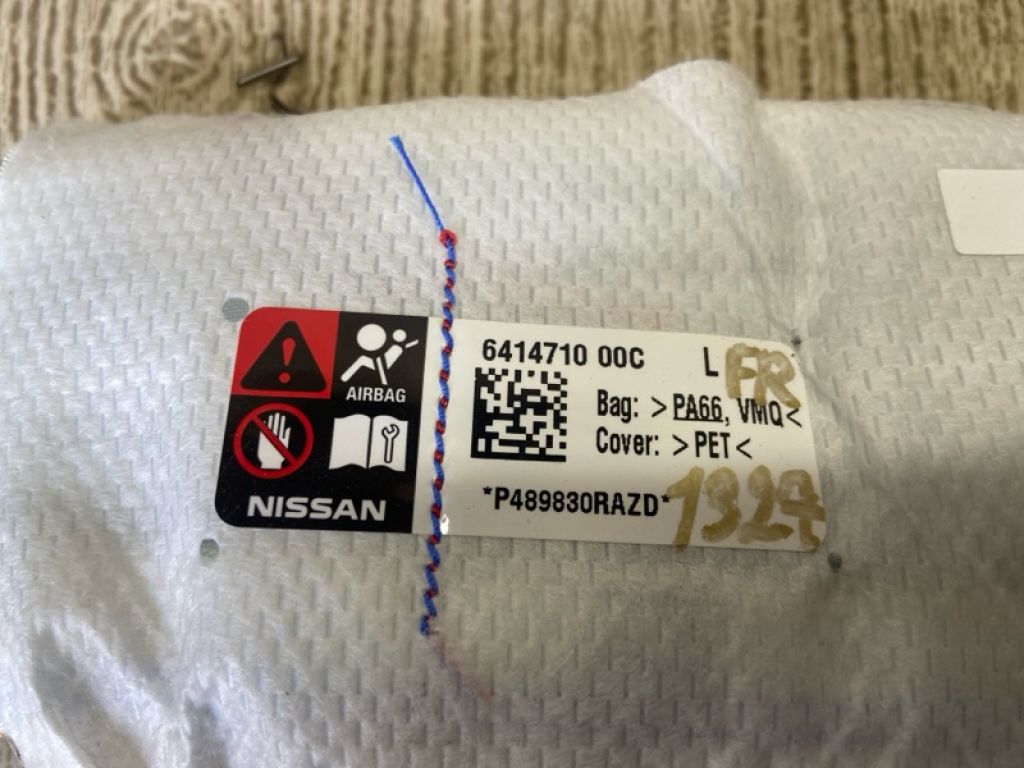 AIRBAG
NISSAN
6414710 00C L FR
Bag: >PA66, VMQ<
Cover: >PET<
*P489830RAZD* 1327